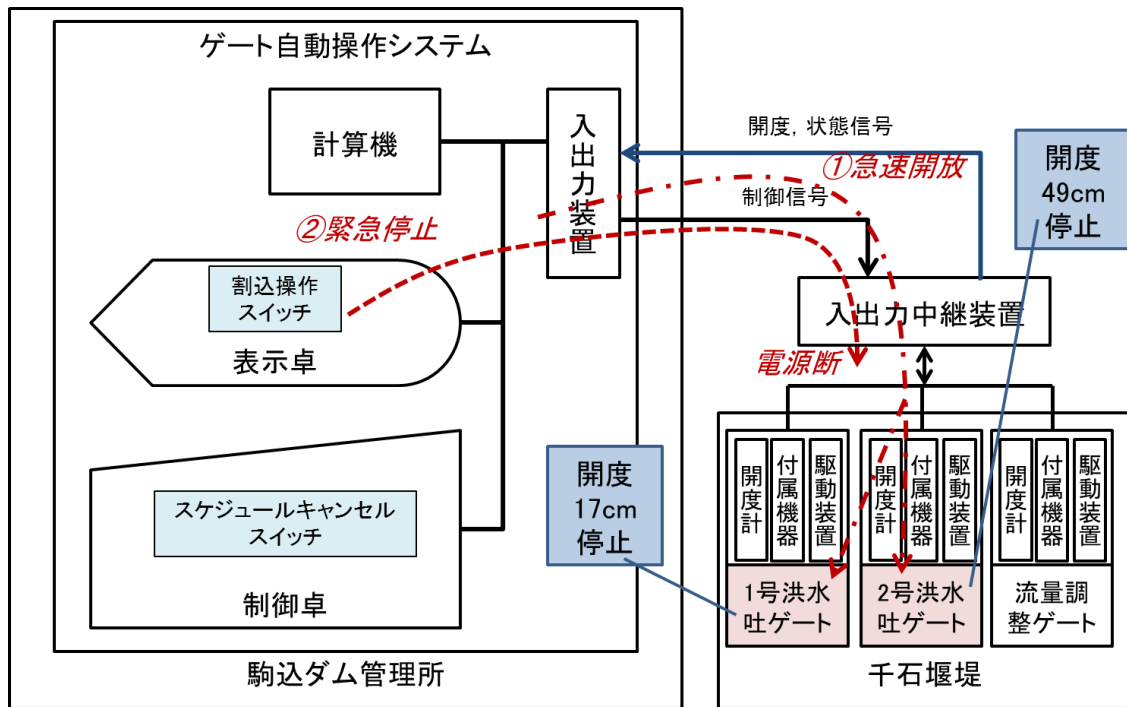 ゲート自動操作システム
計算機
入出力装置
開度，状態信号
①急速開放
制御信号
開度
49cm
停止
②緊急停止
割込操作
スイッチ
表示卓
入出力中継装置
電源断
スケジュールキャンセル
スイッチ
制御卓
開度
17cm
停止
開度計
付属機器
駆動装置
開度計
付属機器
駆動装置
開度計
付属機器
駆動装置
1号洪水
吐ゲート
2号洪水
吐ゲート
流量調
整ゲート
駒込ダム管理所
千石堰堤